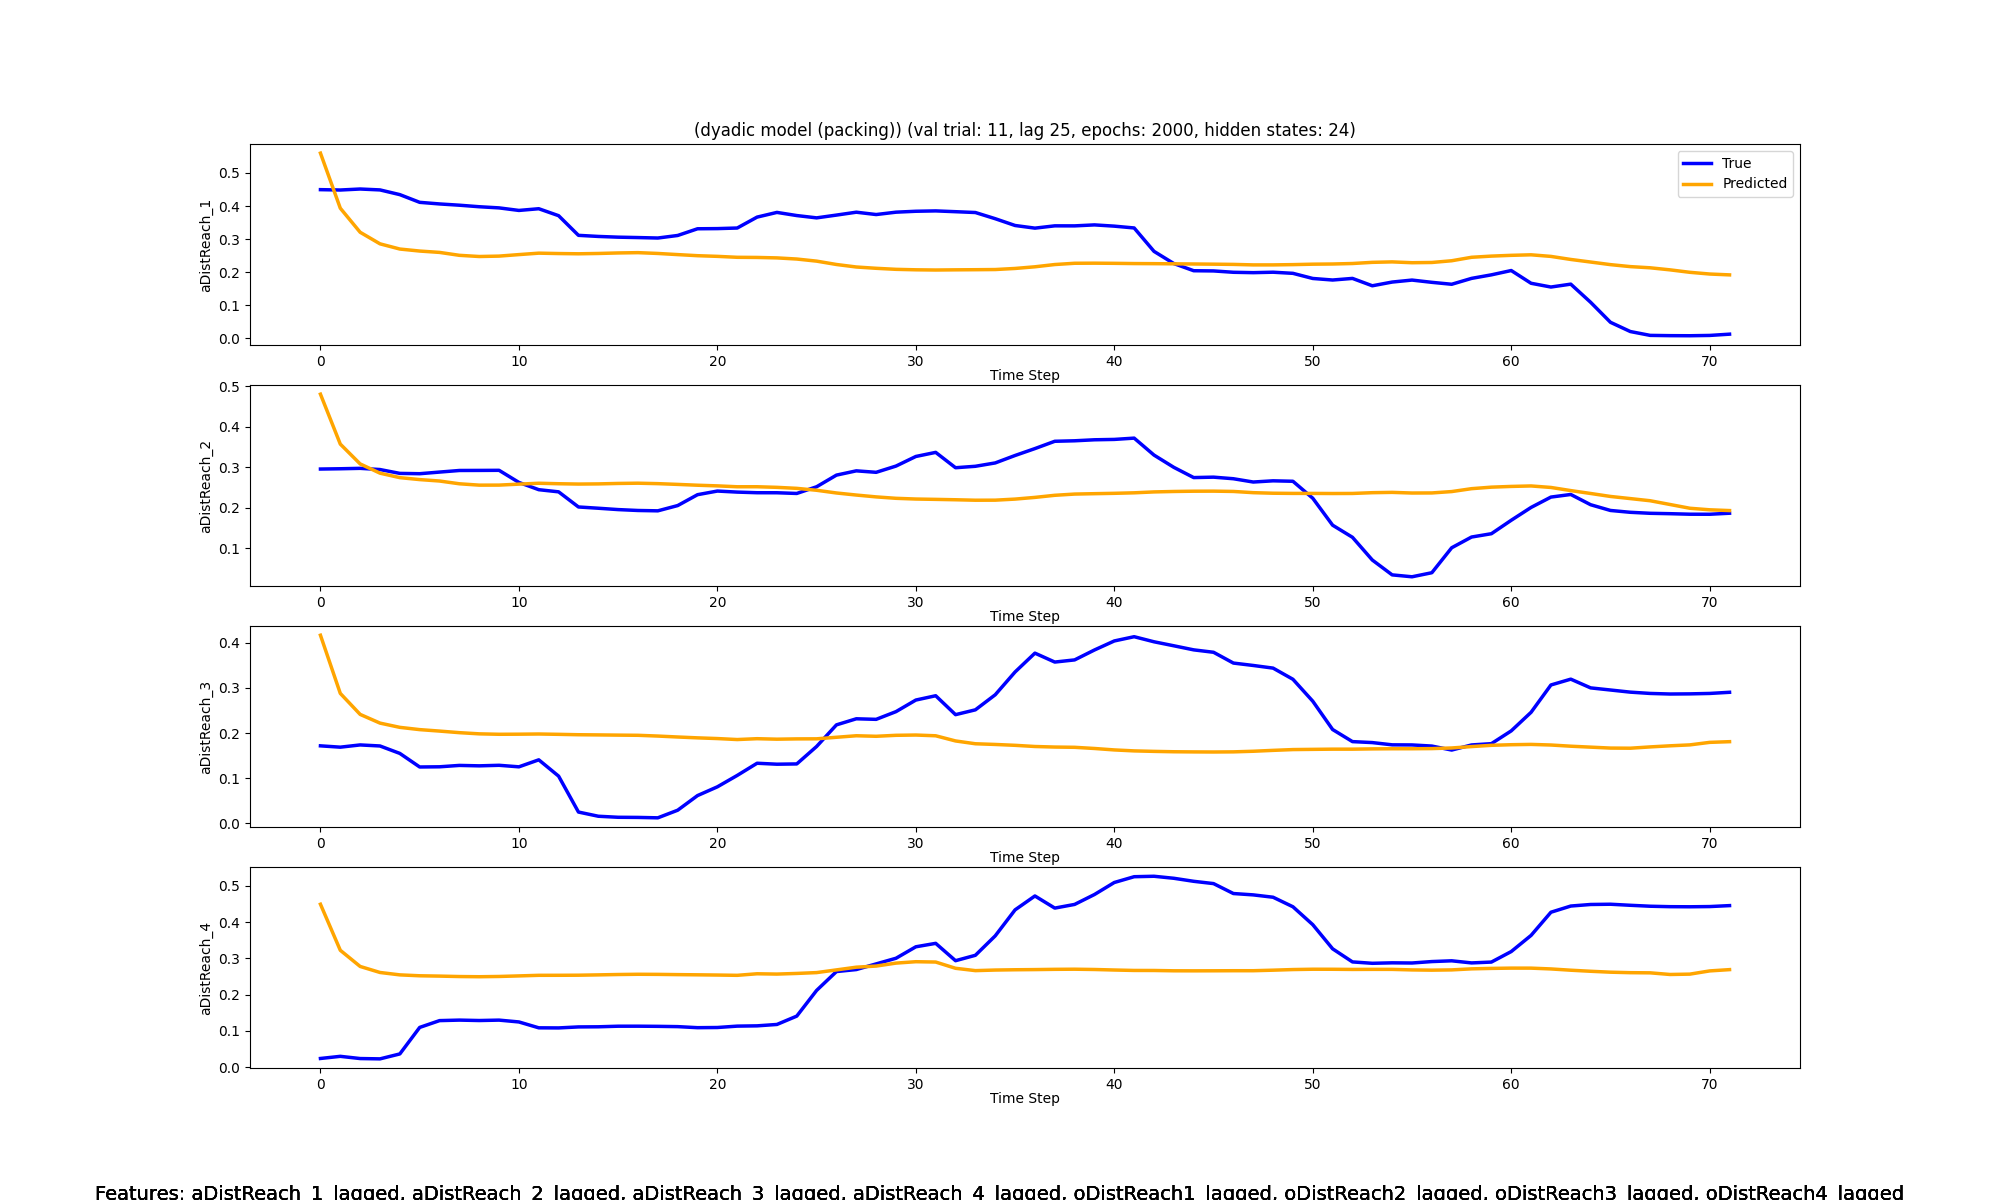 (dyadic model (packing)) (val trial: 11, lag 25, epochs: 2000, hidden states: 24)
True
Predicted
aDistReach_1
0.5
0.4
0.3
0.2
0.1
0.0
0 10 20 30 40 50 60 70
Time Step
aDistReach_2
0.5
0.4
0.3
0.2
0.1
0 10 20 30 40 50 60 70
Time Step
aDistReach_3
0.4
0.3
0.2
0.1
0.0
0 10 20 30 40 50 60 70
Time Step
aDistReach_4
0.5
0.4
0.3
0.2
0.1
0.0
0 10 20 30 40 50 60 70
Time Step
Features: aDistReach_1_lagged, aDistReach_2_lagged, aDistReach_3_lagged, aDistReach_4_lagged, oDistReach1_lagged, oDistReach2_lagged, oDistReach3_lagged, oDistReach4_lagged